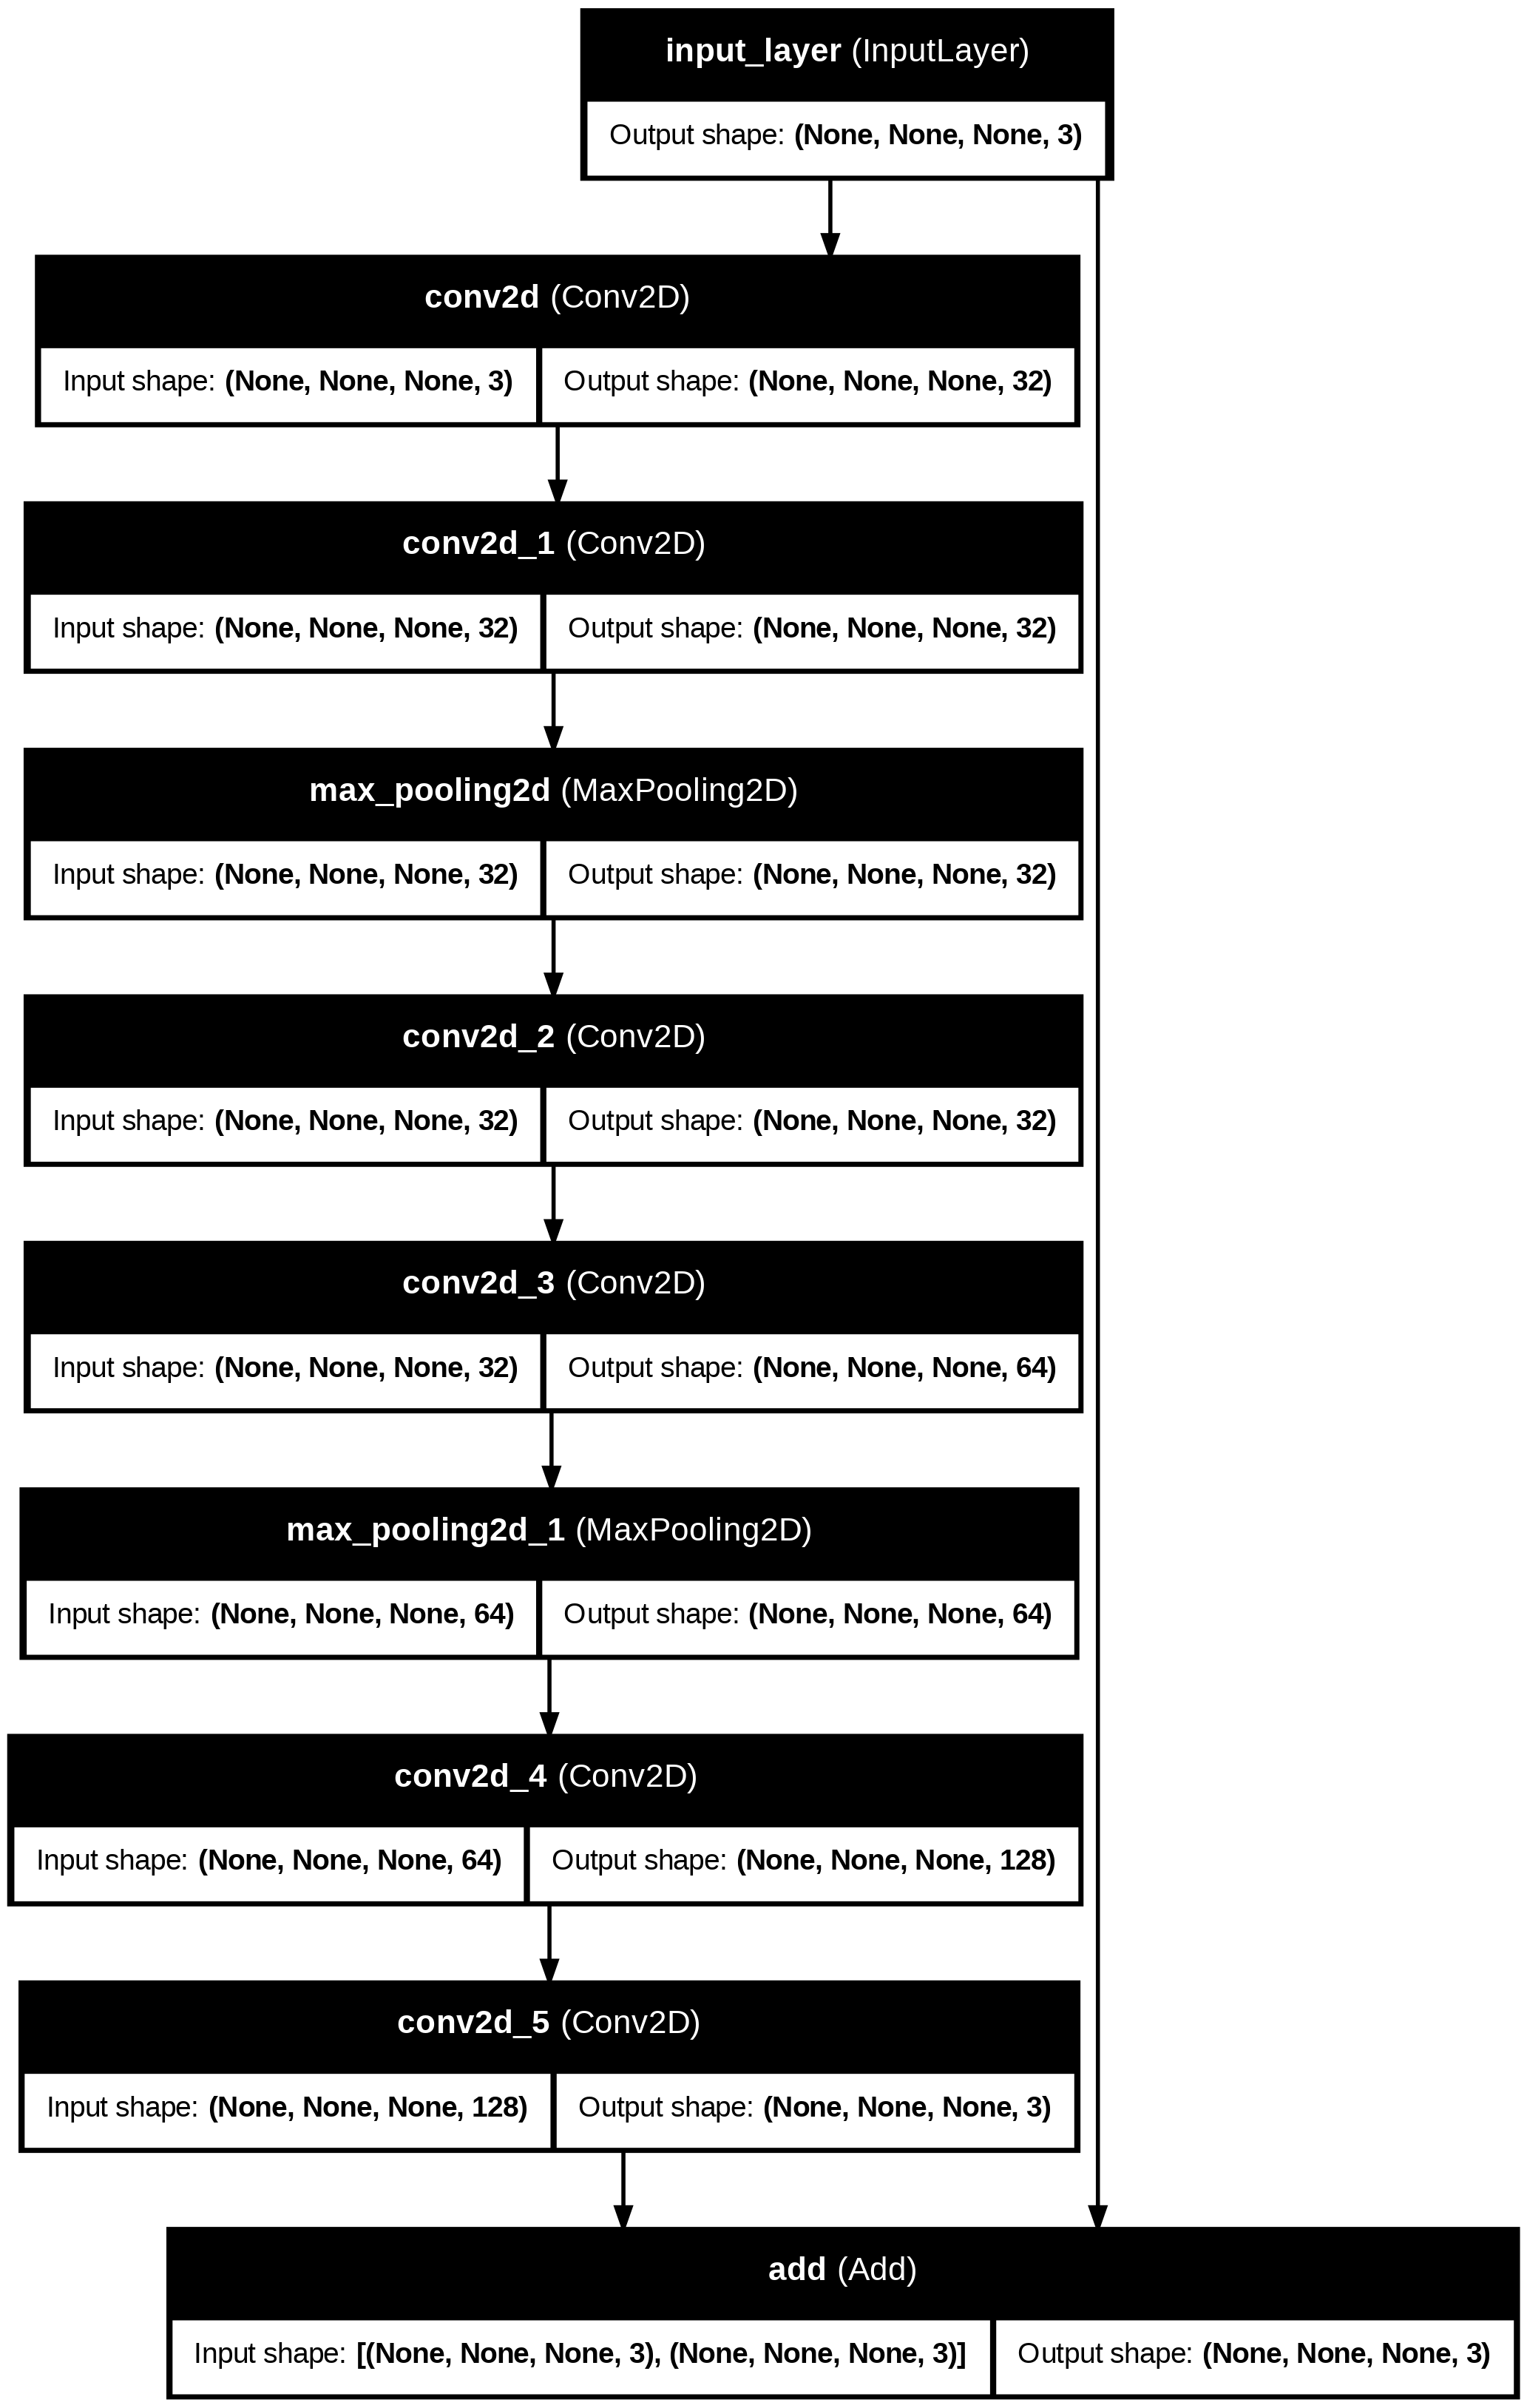 input_layer (InputLayer)
Output shape: (None, None, None, 3)
conv2d (Conv2D)
Input shape: (None, None, None, 3) Output shape: (None, None, None, 32)
conv2d_1 (Conv2D)
Input shape: (None, None, None, 32) Output shape: (None, None, None, 32)
max_pooling2d (MaxPooling2D)
Input shape: (None, None, None, 32) Output shape: (None, None, None, 32)
conv2d_2 (Conv2D)
Input shape: (None, None, None, 32) Output shape: (None, None, None, 32)
conv2d_3 (Conv2D)
Input shape: (None, None, None, 32) Output shape: (None, None, None, 64)
max_pooling2d_1 (MaxPooling2D)
Input shape: (None, None, None, 64) Output shape: (None, None, None, 64)
conv2d_4 (Conv2D)
Input shape: (None, None, None, 64) Output shape: (None, None, None, 128)
conv2d_5 (Conv2D)
Input shape: (None, None, None, 128) Output shape: (None, None, None, 3)
add (Add)
Input shape: [(None, None, None, 3), (None, None, None, 3)] Output shape: (None, None, None, 3)